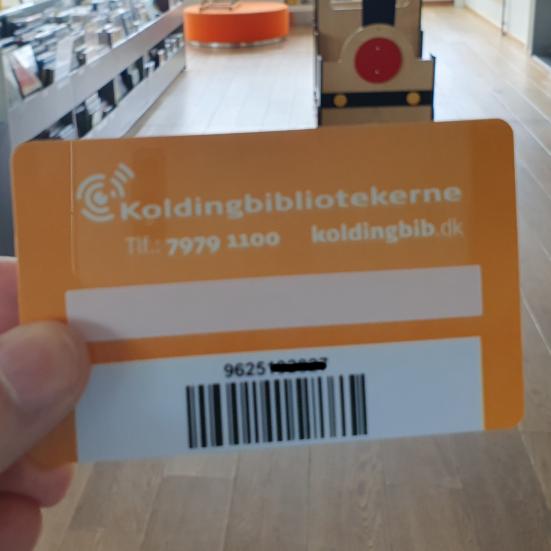 Koldingbibliotekerne
Tlf.: 7979 1100 koldingbib.dk
9625